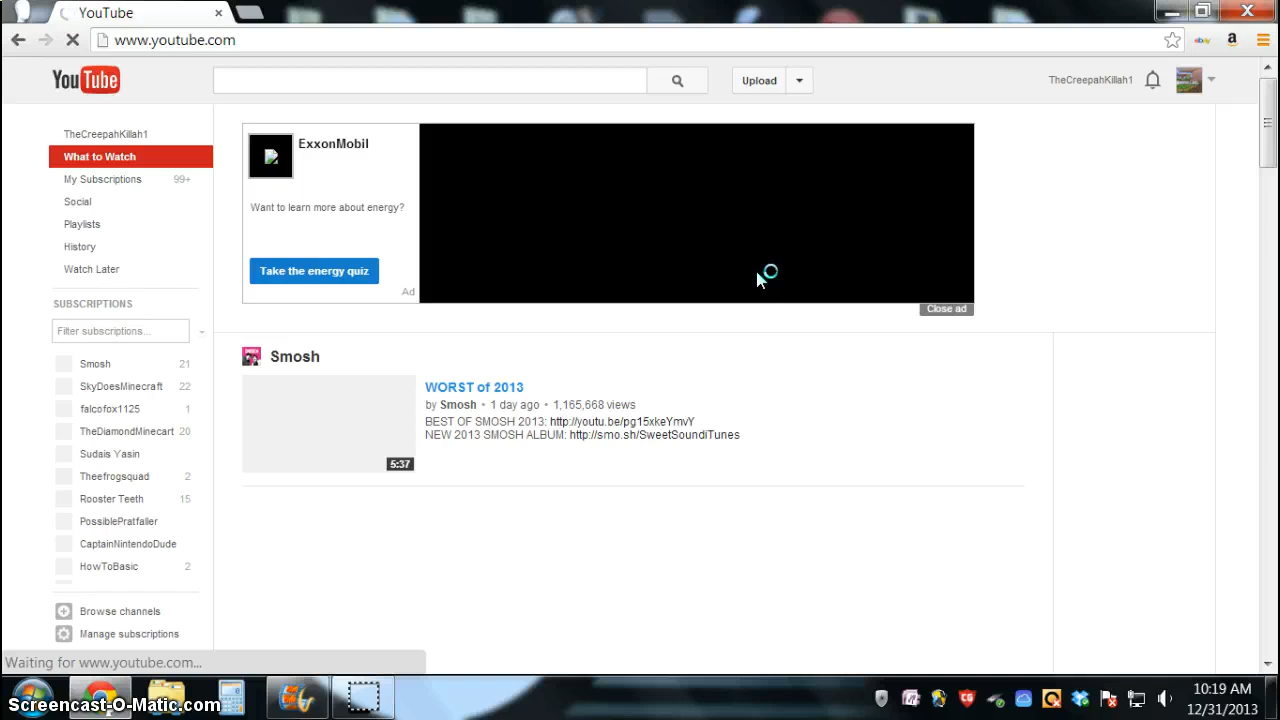 YouTube
www.youtube.com
YouTube
Upload
TheCreepahKillah1
TheCreepahKillah1
What to Watch
My Subscriptions 99+
Social
Playlists
History
Watch Later
SUBSCRIPTIONS
Filter subscriptions...
Smosh 21
SkyDoesMinecraft 22
falcofox1125 1
TheDiamondMinecart 20
Sudais Yasin
Theefrogsquad 2
Rooster Teeth 15
PossiblePratfaller
CaptainNintendoDude
HowToBasic 2
Browse channels
Manage subscriptions
ExxonMobil
Want to learn more about energy?
Take the energy quiz
Ad
Close ad
Smosh
WORST of 2013
by Smosh • 1 day ago • 1,165,668 views
BEST OF SMOSH 2013: http://youtu.be/pg15xkeYmvY
NEW 2013 SMOSH ALBUM: http://smo.sh/SweetSoundiTunes
5:37
Waiting for www.youtube.com...
Screencast-O-Matic.com
10:19 AM
12/31/2013